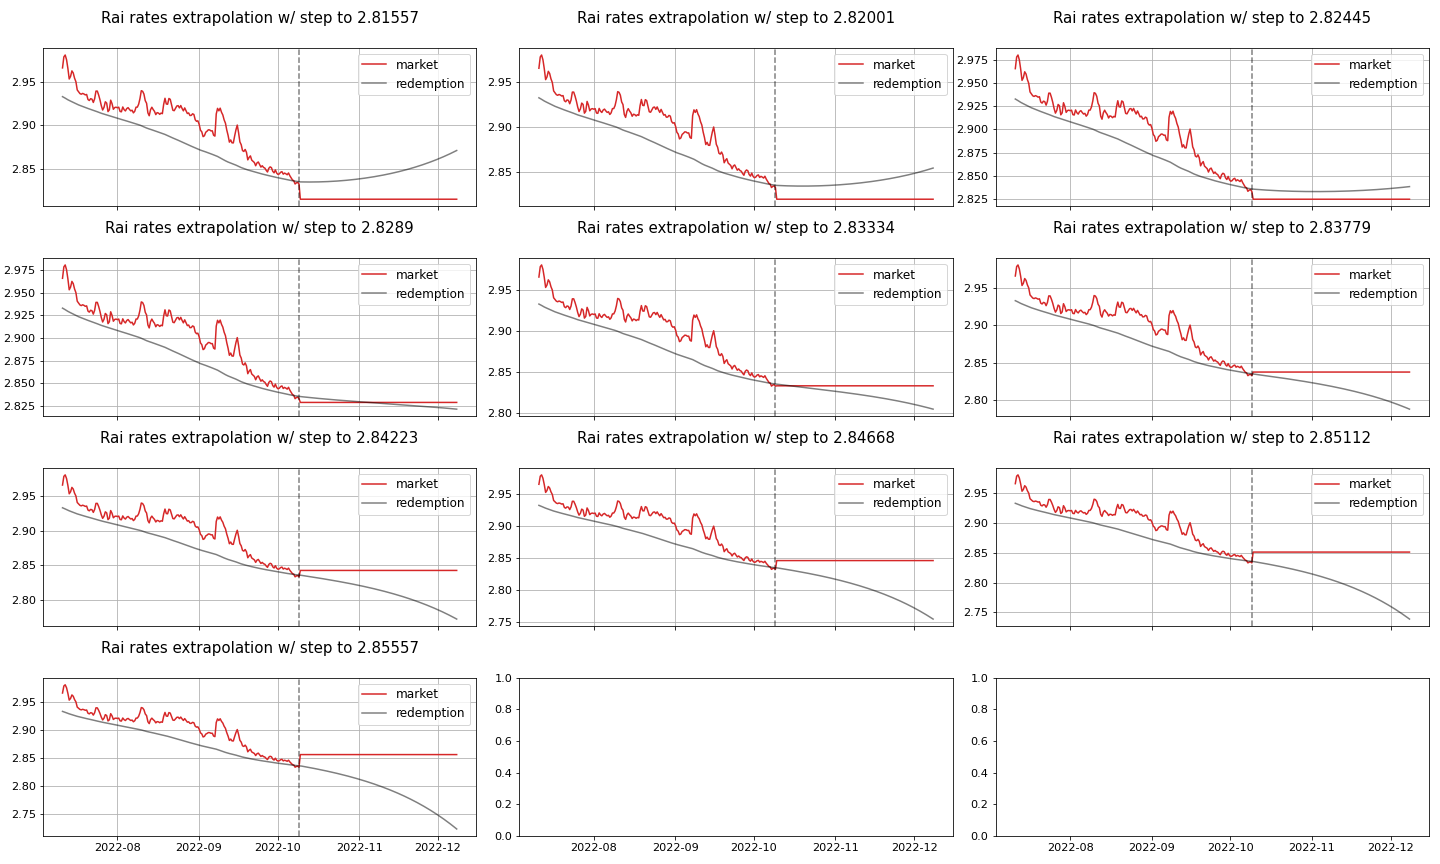 Rai rates extrapolation w/ step to 2.81557
market
redemption
2.95
2.90
2.85
Rai rates extrapolation w/ step to 2.82001
market
redemption
2.95
2.90
2.85
Rai rates extrapolation w/ step to 2.82445
market
redemption
2.975
2.950
2.925
2.900
2.875
2.850
2.825
Rai rates extrapolation w/ step to 2.8289
market
redemption
2.975
2.950
2.925
2.900
2.875
2.850
2.825
Rai rates extrapolation w/ step to 2.83334
market
redemption
2.95
2.90
2.85
2.80
Rai rates extrapolation w/ step to 2.83779
market
redemption
2.95
2.90
2.85
2.80
Rai rates extrapolation w/ step to 2.84223
market
redemption
2.95
2.90
2.85
2.80
Rai rates extrapolation w/ step to 2.84668
market
redemption
2.95
2.90
2.85
2.80
2.75
Rai rates extrapolation w/ step to 2.85112
market
redemption
2.95
2.90
2.85
2.80
2.75
Rai rates extrapolation w/ step to 2.85557
market
redemption
2.95
2.90
2.85
2.80
2.75
2022-08 2022-09 2022-10 2022-11 2022-12
1.0
0.8
0.6
0.4
0.2
0.0
2022-08 2022-09 2022-10 2022-11 2022-12
1.0
0.8
0.6
0.4
0.2
0.0
2022-08 2022-09 2022-10 2022-11 2022-12